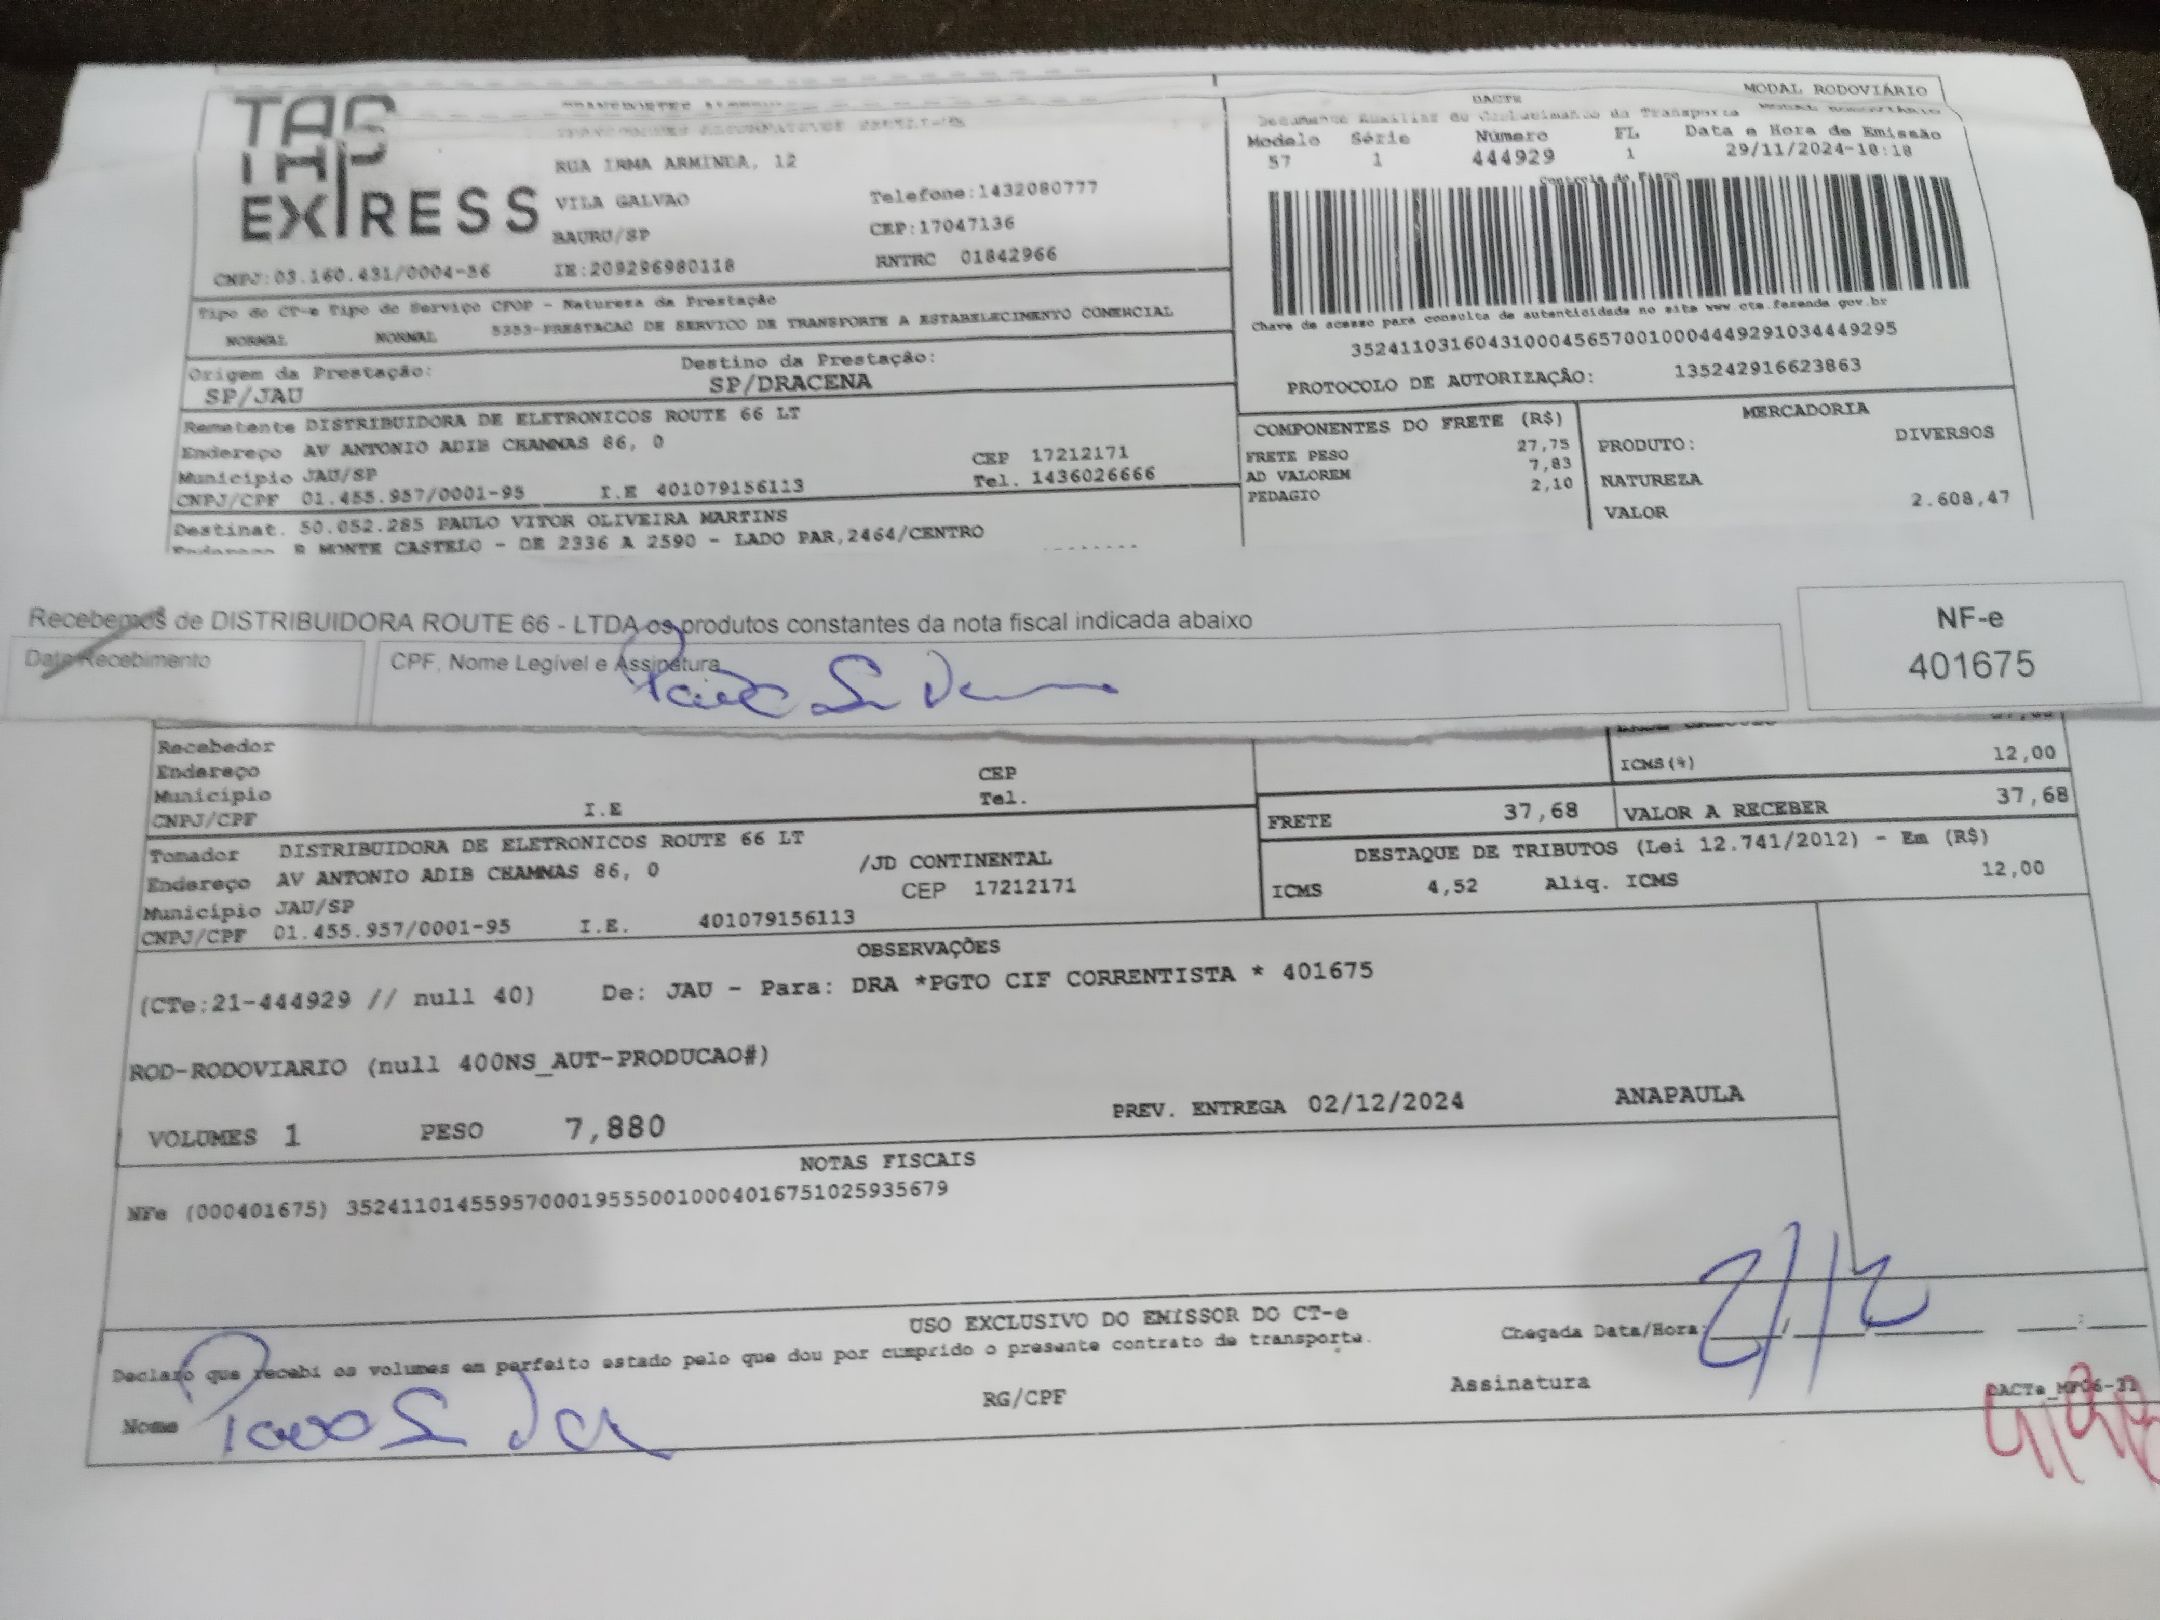 MODAL RODOVIÁRIO
DACTE
Documento Auxiliar do Conhecimento de Transporte
Modelo Série Número FL Data e Hora de Emissão
57 1 444929 1 29/11/2024-18:18
Controle do Fisco
EXPRESS
RUA IRMA ARMINDA, 12
VILA GALVAO Telefone:1432080777
BAURU/SP CEP:17047136
CNPJ:03.160.431/0004-56 IE:209296980118 RNTRC 01842966
Tipo do CT-e Tipo do Serviço CFOP - Natureza da Prestação
NORMAL NORMAL 5353-PRESTACAO DE SERVICO DE TRANSPORTE A ESTABELECIMENTO COMERCIAL
Chave de acesso para consulta de autenticidade no site www.cte.fazenda gov.br
35241103160431000456570010004449291034449295
PROTOCOLO DE AUTORIZAÇÃO: 135242916623863
Origem da Prestação: Destino da Prestação:
SP/JAU SP/DRACENA
Remetente DISTRIBUIDORA DE ELETRONICOS ROUTE 66 LT
Endereço AV ANTONIO ADIB CHAMMAS 86, 0
Município JAU/SP CEP 17212171
CNPJ/CPF 01.455.957/0001-95 I.E 401079156113 Tel. 1436026666
Destinat. 50.052.285 PAULO VITOR OLIVEIRA MARTINS
Endereço R MONTE CASTELO - DE 2336 A 2590 - LADO PAR,2464/CENTRO
COMPONENTES DO FRETE (R$)
FRETE PESO 27,75
AD VALOREM 7,83
PEDAGIO 2,10
MERCADORIA
PRODUTO: DIVERSOS
NATUREZA
VALOR 2.608,47
Recebemos de DISTRIBUIDORA ROUTE 66 - LTDA os produtos constantes da nota fiscal indicada abaixo
Data Recebimento CPF, Nome Legível e Assinatura
NF-e
401675
Recebedor
Endereço CEP
Município Tel.
CNPJ/CPF I.E
ICMS(%) 12,00
FRETE 37,68 VALOR A RECEBER 37,68
Tomador DISTRIBUIDORA DE ELETRONICOS ROUTE 66 LT
Endereço AV ANTONIO ADIB CHAMMAS 86, 0 /JD CONTINENTAL
Município JAU/SP CEP 17212171
CNPJ/CPF 01.455.957/0001-95 I.E. 401079156113
DESTAQUE DE TRIBUTOS (Lei 12.741/2012) - Em (R$)
ICMS 4,52 Aliq. ICMS 12,00
OBSERVAÇÕES
(CTe:21-444929 // null 40) De: JAU - Para: DRA *PGTO CIF CORRENTISTA * 401675
ROD-RODOVIARIO (null 400NS_AUT-PRODUCAO#)
VOLUMES 1 PESO 7,880 PREV. ENTREGA 02/12/2024 ANAPAULA
NOTAS FISCAIS
NFe (000401675) 35241101455957000195550010004016751025935679
USO EXCLUSIVO DO EMISSOR DO CT-e
Declaro que recebi os volumes em perfeito estado pelo que dou por cumprido o presente contrato de transporte.
Chegada Data/Hora: 2/12
Nome RG/CPF Assinatura